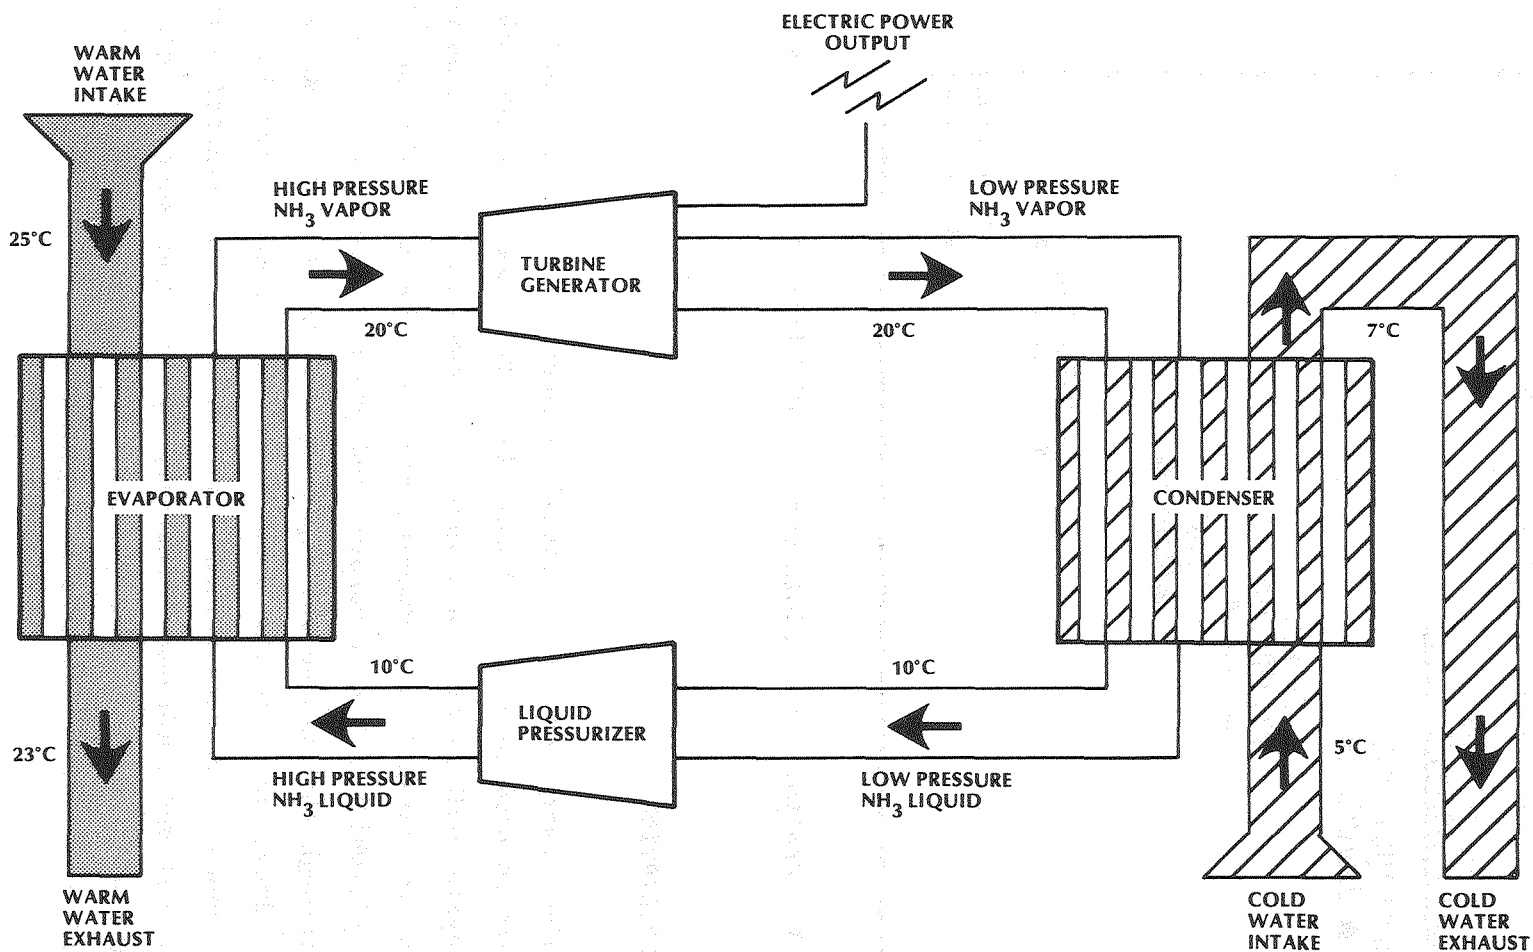 ELECTRIC POWER
OUTPUT
WARM
WATER
INTAKE
HIGH PRESSURE
NH3 VAPOR
LOW PRESSURE
NH3 VAPOR
25°C
TURBINE
GENERATOR
20°C
20°C
7°C
EVAPORATOR
CONDENSER
10°C
10°C
LIQUID
PRESSURIZER
23°C
5°C
HIGH PRESSURE
NH3 LIQUID
LOW PRESSURE
NH3 LIQUID
WARM
WATER
EXHAUST
COLD
WATER
INTAKE
COLD
WATER
EXHAUST